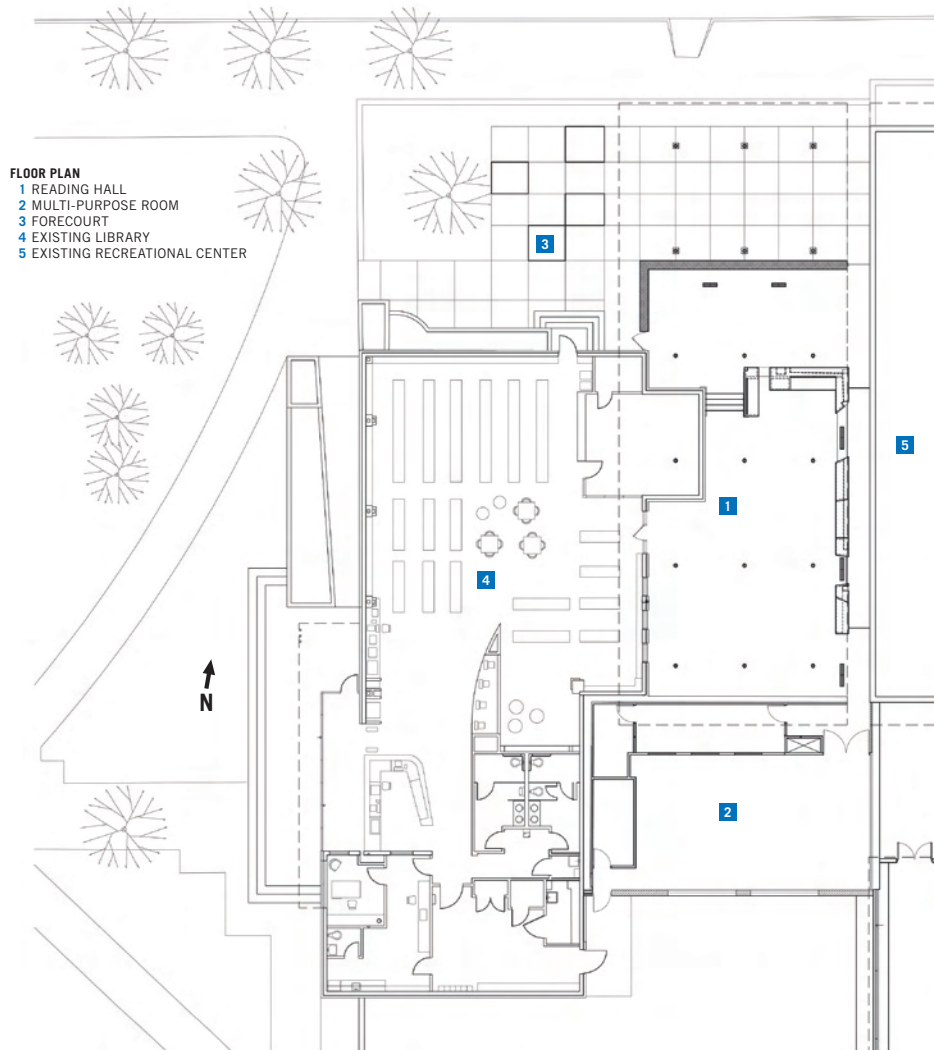 FLOOR PLAN
1 READING HALL
2 MULTI-PURPOSE ROOM
3 FORECOURT
4 EXISTING LIBRARY
5 EXISTING RECREATIONAL CENTER
3
5
1
4
N
2